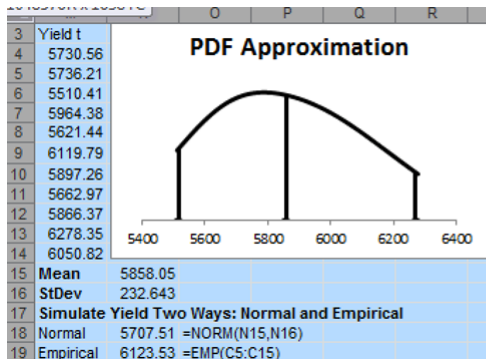 O P Q R
3 Yield t
4 5730.56
5 5736.21
6 5510.41
7 5964.38
8 5621.44
9 6119.79
10 5897.26
11 5662.97
12 5866.37
13 6278.35
14 6050.82
PDF Approximation
5400 5600 5800 6000 6200 6400
15 Mean 5858.05
16 StDev 232.643
17 Simulate Yield Two Ways: Normal and Empirical
18 Normal 5707.51 =NORM(N15,N16)
19 Empirical 6123.53 =EMP(C5:C15)